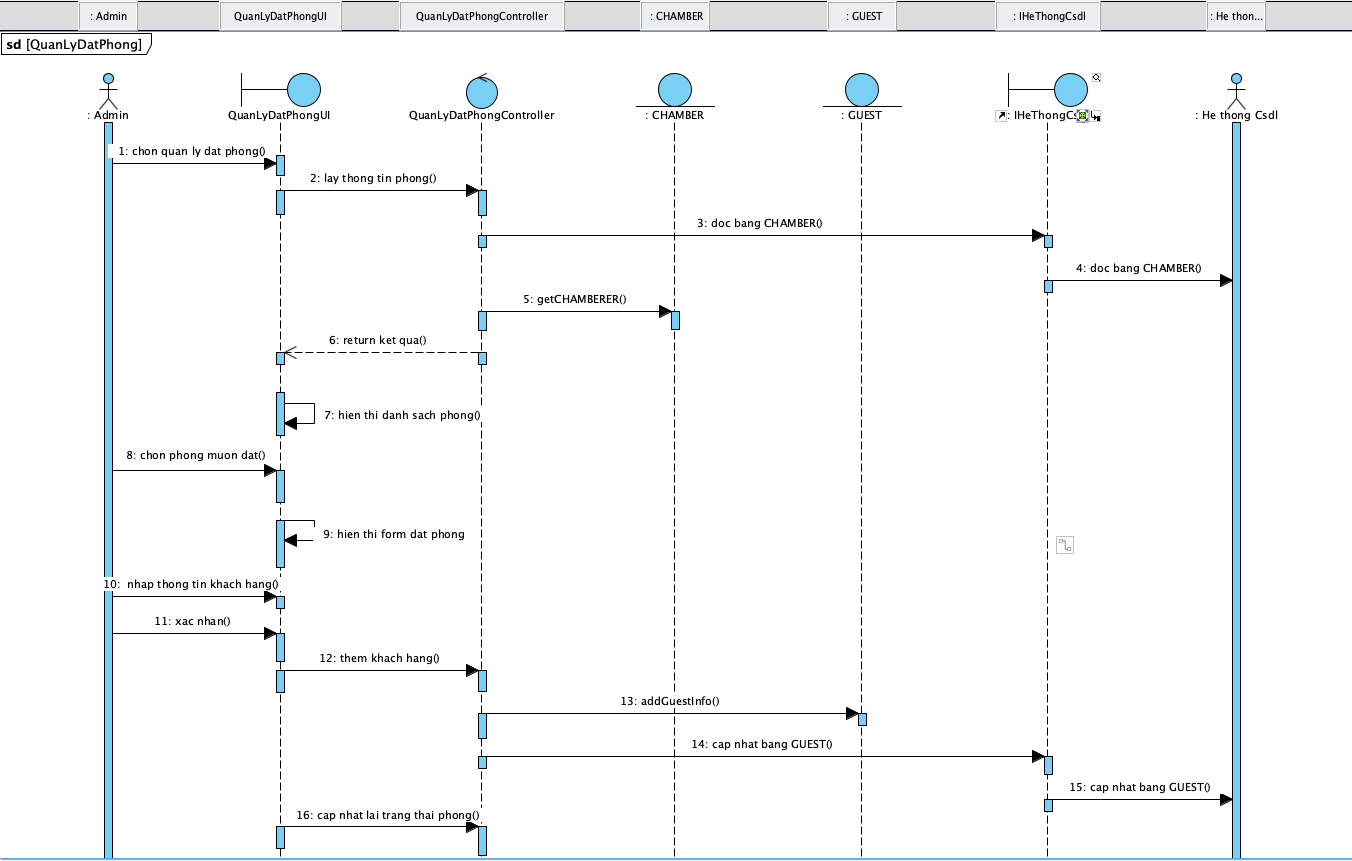 : Admin
QuanLyDatPhongUI
QuanLyDatPhongController
: CHAMBER
: GUEST
: IHeThongCsdl
: He thon...
sd [QuanLyDatPhong]
: Admin
QuanLyDatPhongUI
QuanLyDatPhongController
: CHAMBER
: GUEST
: IHeThongCs
: He thong Csdl
1: chon quan ly dat phong()
2: lay thong tin phong()
3: doc bang CHAMBER()
4: doc bang CHAMBER()
5: getCHAMBERER()
6: return ket qua()
7: hien thi danh sach phong()
8: chon phong muon dat()
9: hien thi form dat phong
10: nhap thong tin khach hang()
11: xac nhan()
12: them khach hang()
13: addGuestInfo()
14: cap nhat bang GUEST()
15: cap nhat bang GUEST()
16: cap nhat lai trang thai phong()